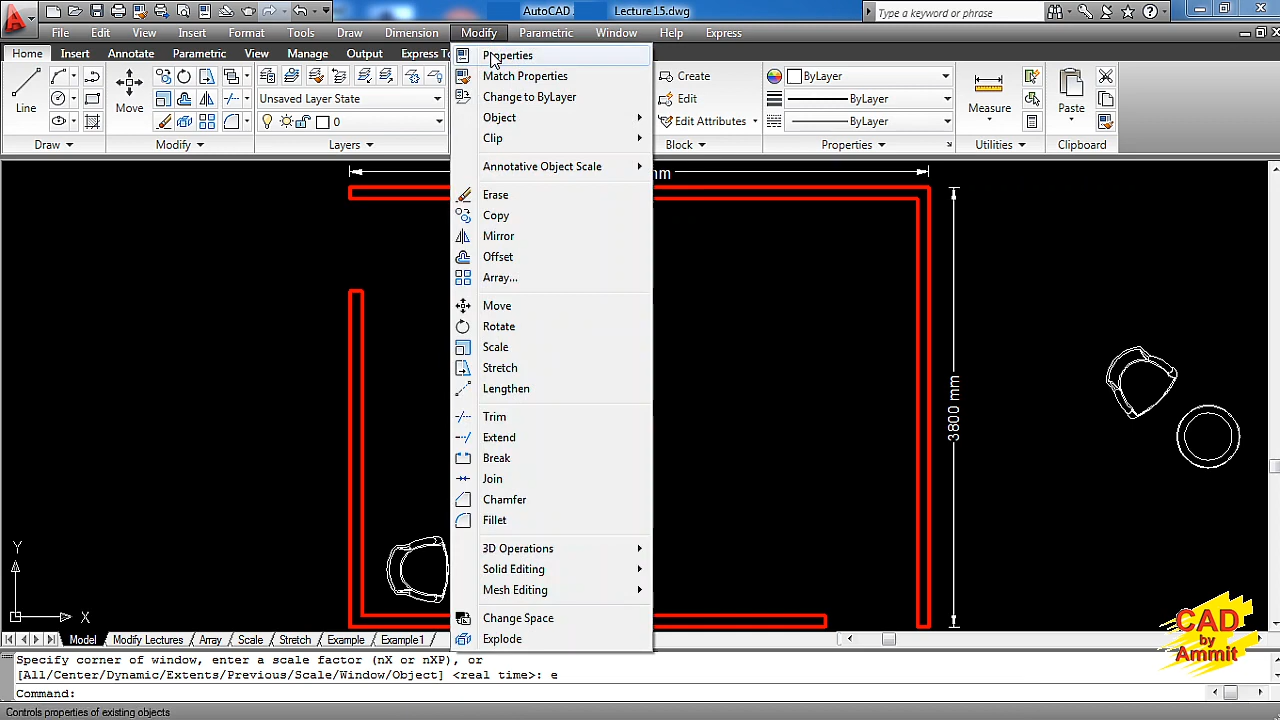 AutoCAD Lecture15.dwg Type a keyword or phrase
File Edit View Insert Format Tools Draw Dimension Modify Parametric Window Help Express
Home Insert Annotate Parametric View Manage Output Express To
Line Move Unsaved Layer State 0 Create Edit Edit Attributes ByLayer ByLayer ByLayer Measure Paste
Draw Modify Layers Block Properties Utilities Clipboard
Properties
Match Properties
Change to ByLayer
Object
Clip
Annotative Object Scale
Erase
Copy
Mirror
Offset
Array...
Move
Rotate
Scale
Stretch
Lengthen
Trim
Extend
Break
Join
Chamfer
Fillet
3D Operations
Solid Editing
Mesh Editing
Change Space
Explode
mm
3800 mm
Y
X
CAD
by
Ammit
Model Modify Lectures Array Scale Stretch Example Example1
Specify corner of window, enter a scale factor (nX or nXP), or
[All/Center/Dynamic/Extents/Previous/Scale/Window/Object] <real time>: e
Command:
Controls properties of existing objects